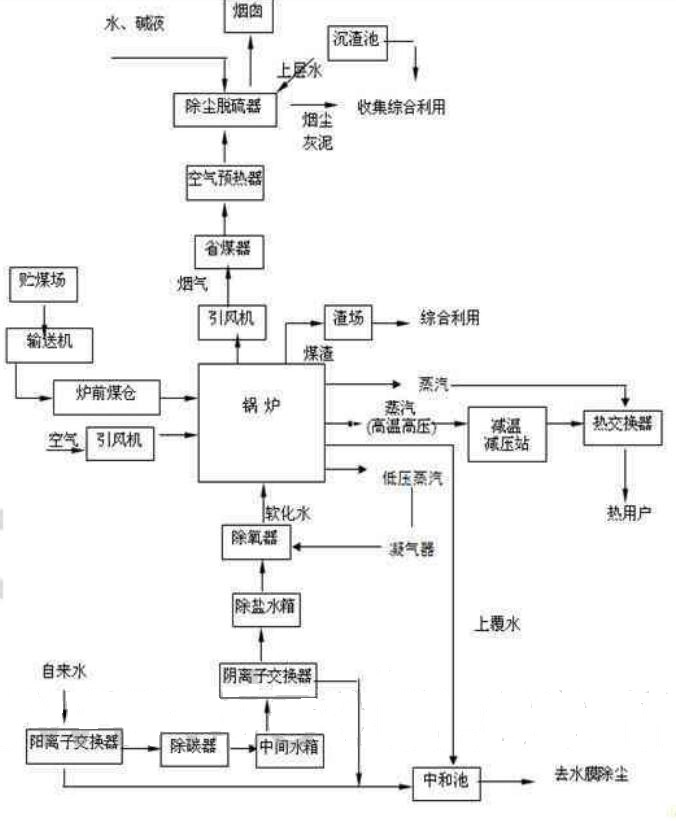 烟囱
水、碱液
沉渣池
上层水
除尘脱硫器
烟尘
灰泥
收集综合利用
空气预热器
省煤器
烟气
贮煤场
引风机
渣场
综合利用
输送机
煤渣
炉前煤仓
锅炉
蒸汽
蒸汽
(高温高压)
减温
减压站
热交换器
空气
引风机
低压蒸汽
热用户
软化水
除氧器
凝气器
除盐水箱
上覆水
自来水
阴离子交换器
阳离子交换器
除碳器
中间水箱
中和池
去水膜除尘